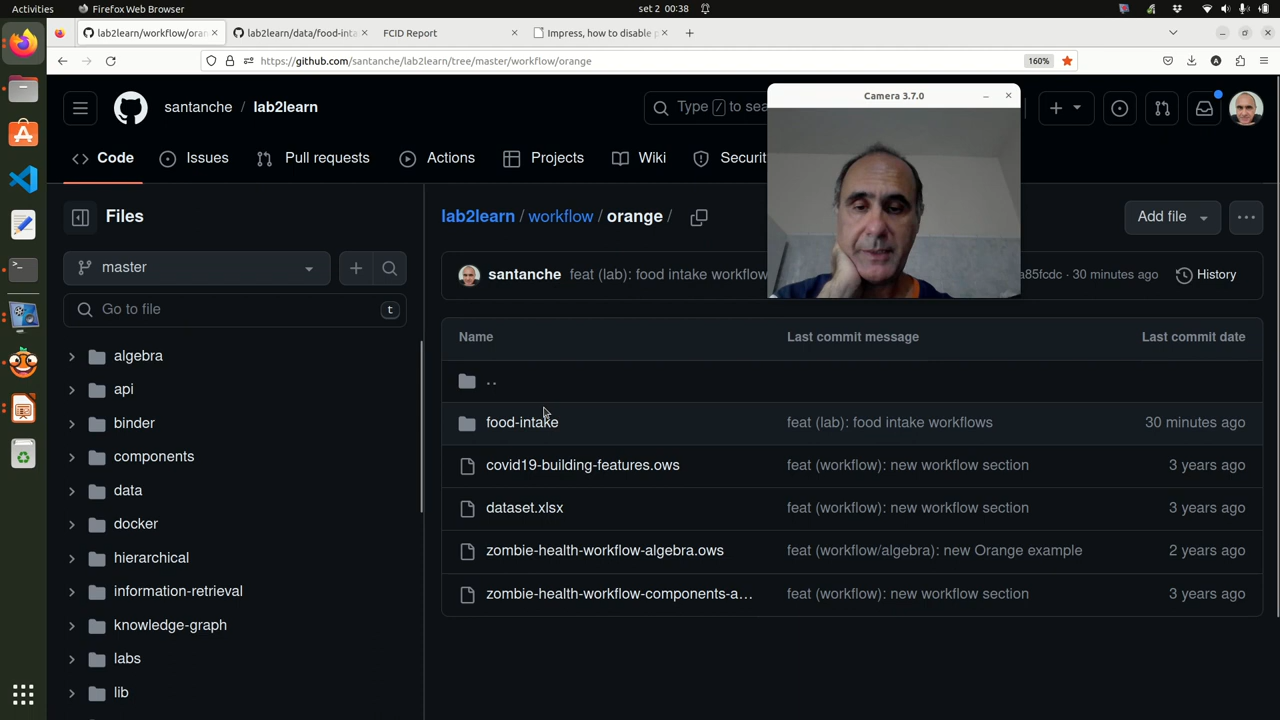 Activities Firefox Web Browser set 2 00:38
lab2learn/workflow/oran lab2learn/data/food-inta FCID Report Impress, how to disable p
https://github.com/santanche/lab2learn/tree/master/workflow/orange 160%
santanche / lab2learn Type / to sea
Camera 3.7.0
Code Issues Pull requests Actions Projects Wiki Securit
Files
lab2learn / workflow / orange / Add file
master
santanche feat (lab): food intake workflow a85fcdc · 30 minutes ago History
Go to file t
Name Last commit message Last commit date
algebra
..
api
food-intake feat (lab): food intake workflows 30 minutes ago
binder
components
covid19-building-features.ows feat (workflow): new workflow section 3 years ago
data
dataset.xlsx feat (workflow): new workflow section 3 years ago
docker
hierarchical
zombie-health-workflow-algebra.ows feat (workflow/algebra): new Orange example 2 years ago
information-retrieval
zombie-health-workflow-components-a... feat (workflow): new workflow section 3 years ago
knowledge-graph
labs
lib